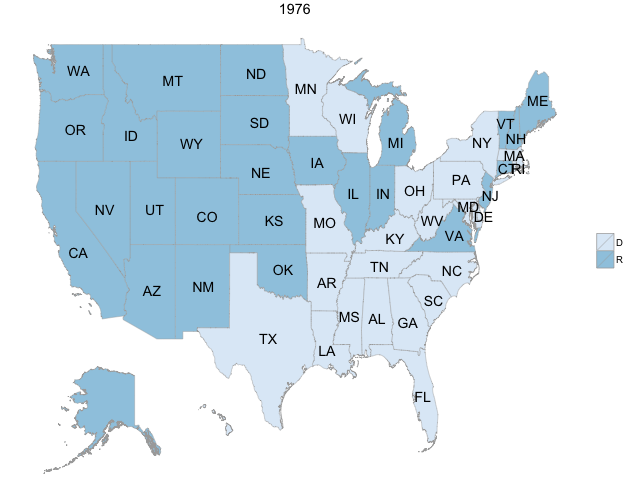 1976
WA
MT
ND
MN
ME
OR
ID
WY
SD
WI
MI
VT
NH
NY
MA
CT
RI
NE
IA
PA
NJ
NV
UT
CO
KS
MO
IL
IN
OH
WV
MD
DE
VA
KY
CA
AZ
NM
OK
AR
TN
NC
SC
TX
LA
MS
AL
GA
FL
D
R